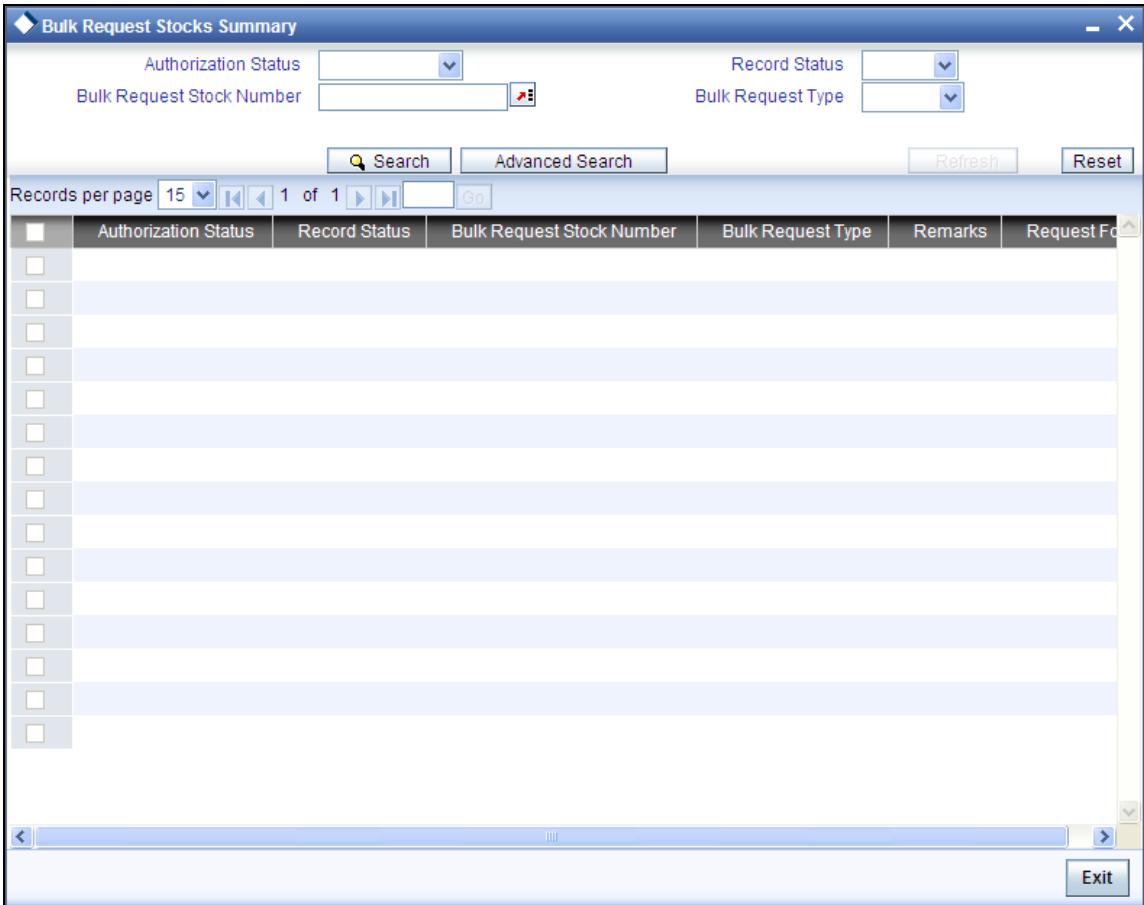 Bulk Request Stocks Summary
Authorization Status Record Status
Bulk Request Stock Number Bulk Request Type
Search Advanced Search Refresh Reset
Records per page 15 1 of 1 Go
Authorization Status Record Status Bulk Request Stock Number Bulk Request Type Remarks Request Fo
Exit